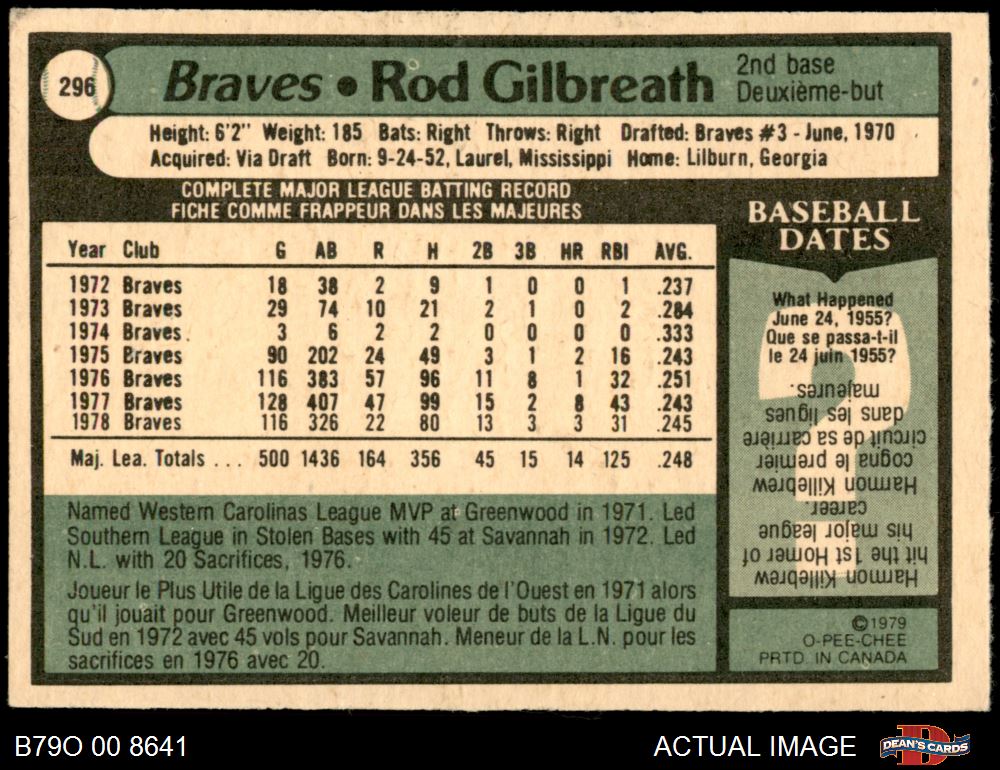 296
Braves • Rod Gilbreath
2nd base
Deuxième-but
Height: 6'2" Weight: 185 Bats: Right Throws: Right Drafted: Braves #3 - June, 1970
Acquired: Via Draft Born: 9-24-52, Laurel, Mississippi Home: Lilburn, Georgia
COMPLETE MAJOR LEAGUE BATTING RECORD
FICHE COMME FRAPPEUR DANS LES MAJEURES
Year Club G AB R H 2B 3B HR RBI AVG.
1972 Braves 18 38 2 9 1 0 0 1 .237
1973 Braves 29 74 10 21 2 1 0 2 .284
1974 Braves. 3 6 2 2 0 0 0 0 .333
1975 Braves 90 202 24 49 3 1 2 16 .243
1976 Braves 116 383 57 96 11 8 1 32 .251
1977 Braves 128 407 47 99 15 2 8 43 .243
1978 Braves 116 326 22 80 13 3 3 31 .245
Maj. Lea. Totals ... 500 1436 164 356 45 15 14 125 .248
Named Western Carolinas League MVP at Greenwood in 1971. Led
Southern League in Stolen Bases with 45 at Savannah in 1972. Led
N.L. with 20 Sacrifices, 1976.
Joueur le Plus Utile de la Ligue des Carolines de l'Ouest en 1971 alors
qu'il jouait pour Greenwood. Meilleur voleur de buts de la Ligue du
Sud en 1972 avec 45 vols pour Savannah. Meneur de la L.N. pour les
sacrifices en 1976 avec 20.
BASEBALL
DATES
What Happened
June 24, 1955?
Que se passa-t-il
le 24 juin 1955?
Harmon Killebrew
hit the 1st Homer of
his major league
career.
Harmon Killebrew
cogna le premier
circuit de sa carrière
dans les ligues
majeures.
©1979
O-PEE-CHEE
PRTD IN CANADA
B79O 00 8641
ACTUAL IMAGE
D
DEAN'S CARDS